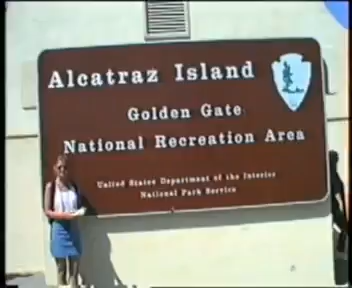 Alcatraz Island
Golden Gate
National Recreation Area
United States Department of the Interior
National Park Service